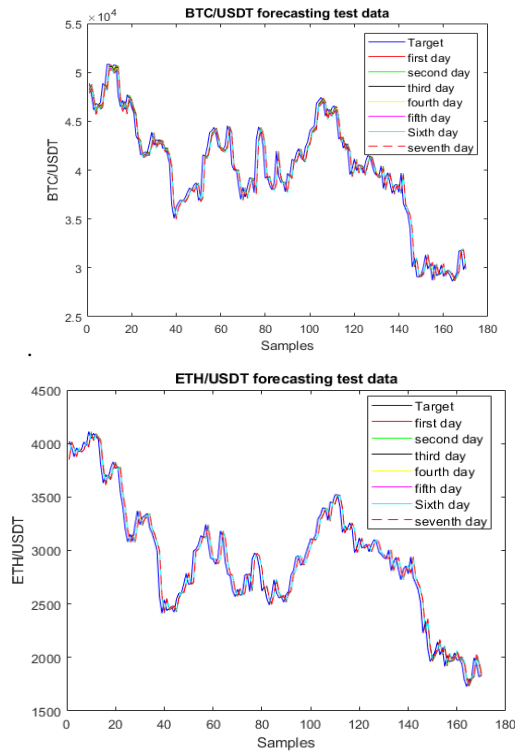 BTC/USDT forecasting test data
× 10^4
5.5
5
4.5
4
3.5
3
2.5
BTC/USDT
Target
first day
second day
third day
fourth day
fifth day
Sixth day
seventh day
0 20 40 60 80 100 120 140 160 180
Samples
.
ETH/USDT forecasting test data
4500
4000
3500
3000
2500
2000
1500
ETH/USDT
Target
first day
second day
third day
fourth day
fifth day
Sixth day
seventh day
0 20 40 60 80 100 120 140 160 180
Samples